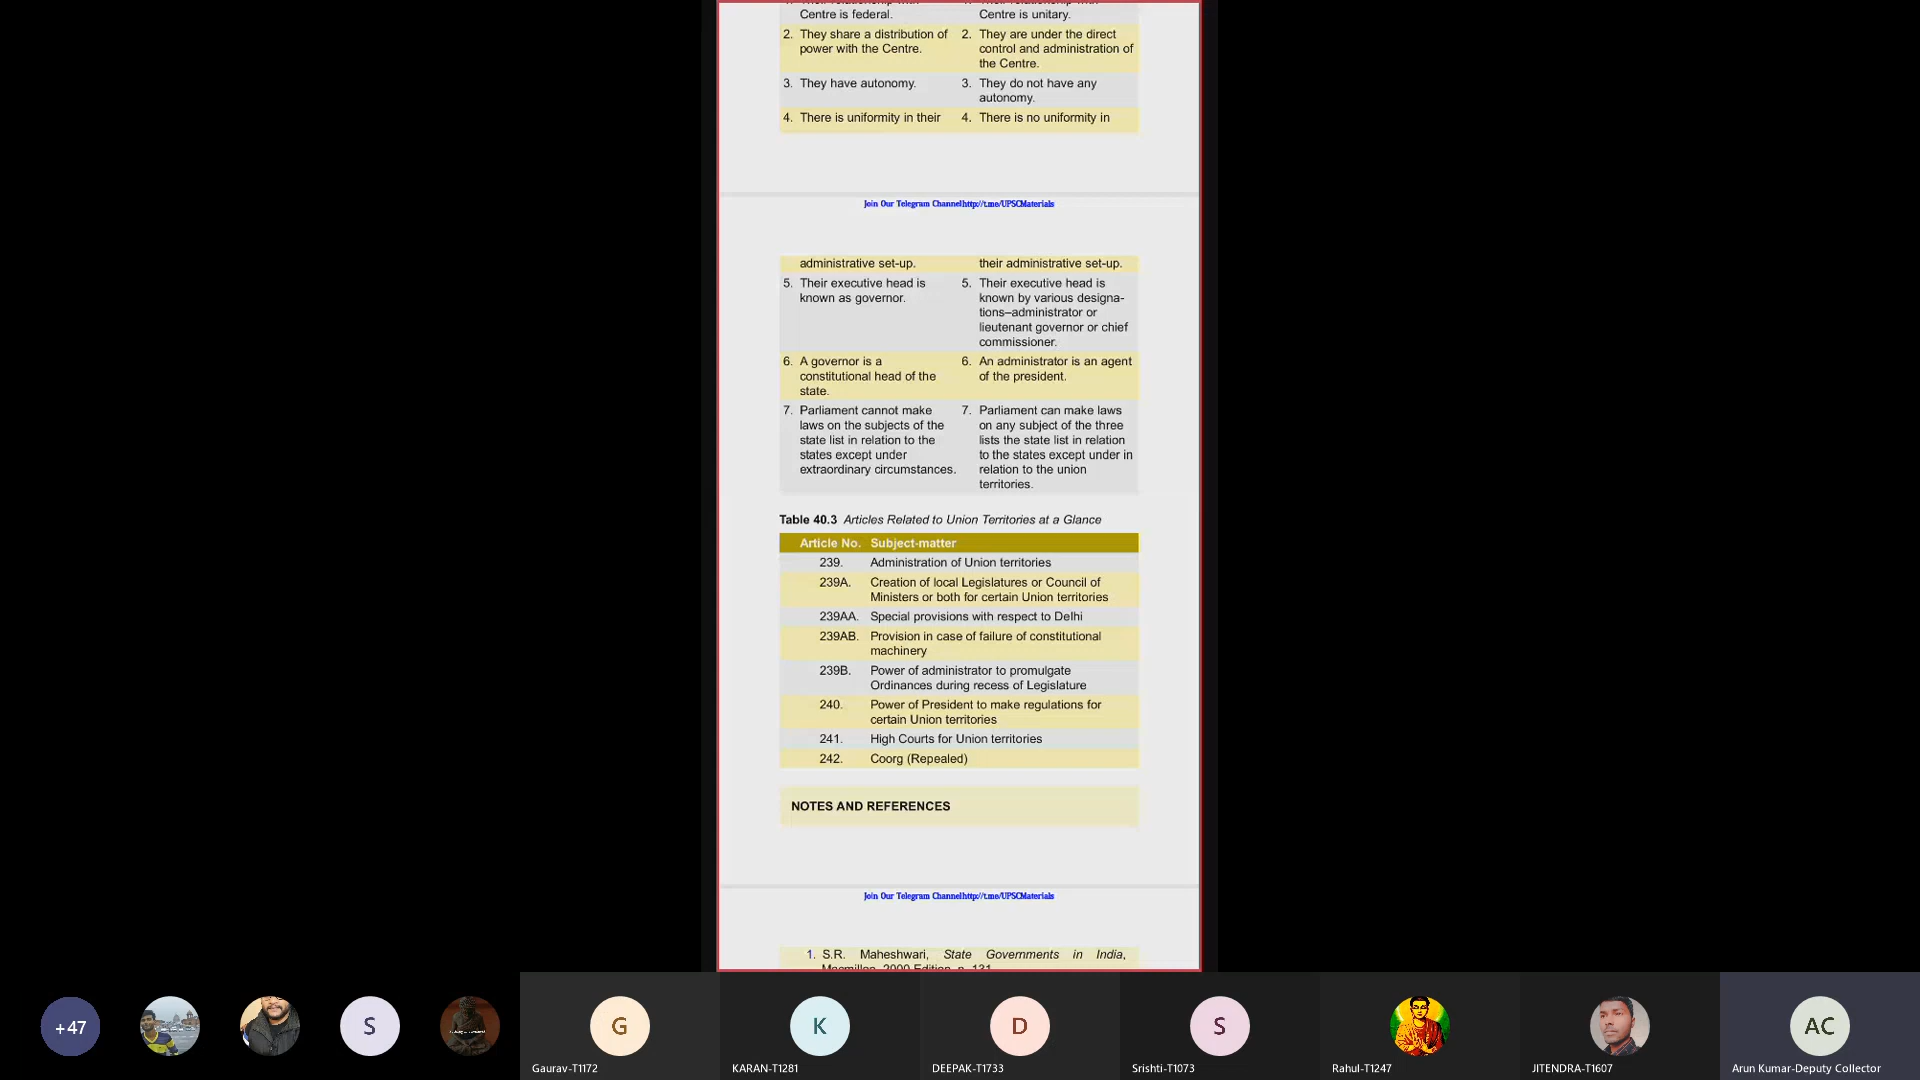 Centre is federal.
Centre is unitary.
2. They share a distribution of
power with the Centre.
2. They are under the direct
control and administration of
the Centre.
3. They have autonomy.
3. They do not have any
autonomy.
4. There is uniformity in their
4. There is no uniformity in
Join Our Telegram Channelhttp://t.me/UPSCMaterials
administrative set-up.
their administrative set-up.
5. Their executive head is
known as governor.
5. Their executive head is
known by various designa-
tions–administrator or
lieutenant governor or chief
commissioner.
6. A governor is a
constitutional head of the
state.
6. An administrator is an agent
of the president.
7. Parliament cannot make
laws on the subjects of the
state list in relation to the
states except under
extraordinary circumstances.
7. Parliament can make laws
on any subject of the three
lists the state list in relation
to the states except under in
relation to the union
territories.
Table 40.3 Articles Related to Union Territories at a Glance
Article No. Subject-matter
239. Administration of Union territories
239A. Creation of local Legislatures or Council of
Ministers or both for certain Union territories
239AA. Special provisions with respect to Delhi
239AB. Provision in case of failure of constitutional
machinery
239B. Power of administrator to promulgate
Ordinances during recess of Legislature
240. Power of President to make regulations for
certain Union territories
241. High Courts for Union territories
242. Coorg (Repealed)
NOTES AND REFERENCES
Join Our Telegram Channelhttp://t.me/UPSCMaterials
1. S.R. Maheshwari, State Governments in India,
Macmillan, 2000 Edition, p. 131
+47
S
G
K
D
S
AC
Gaurav-T1172
KARAN-T1281
DEEPAK-T1733
Srishti-T1073
Rahul-T1247
JITENDRA-T1607
Arun Kumar-Deputy Collector